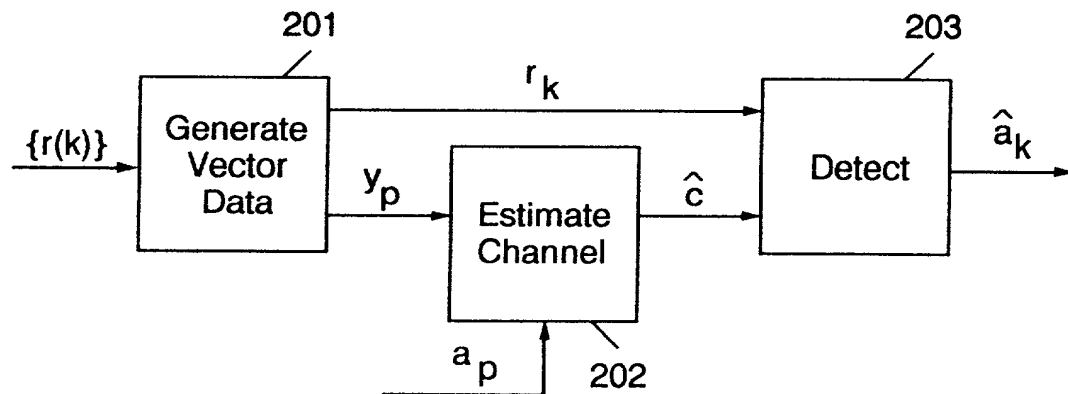 201
203
r_k
{r(k)}
Generate
Vector
Data
â_k
Detect
y_p
Estimate
Channel
ĉ
a_p
202